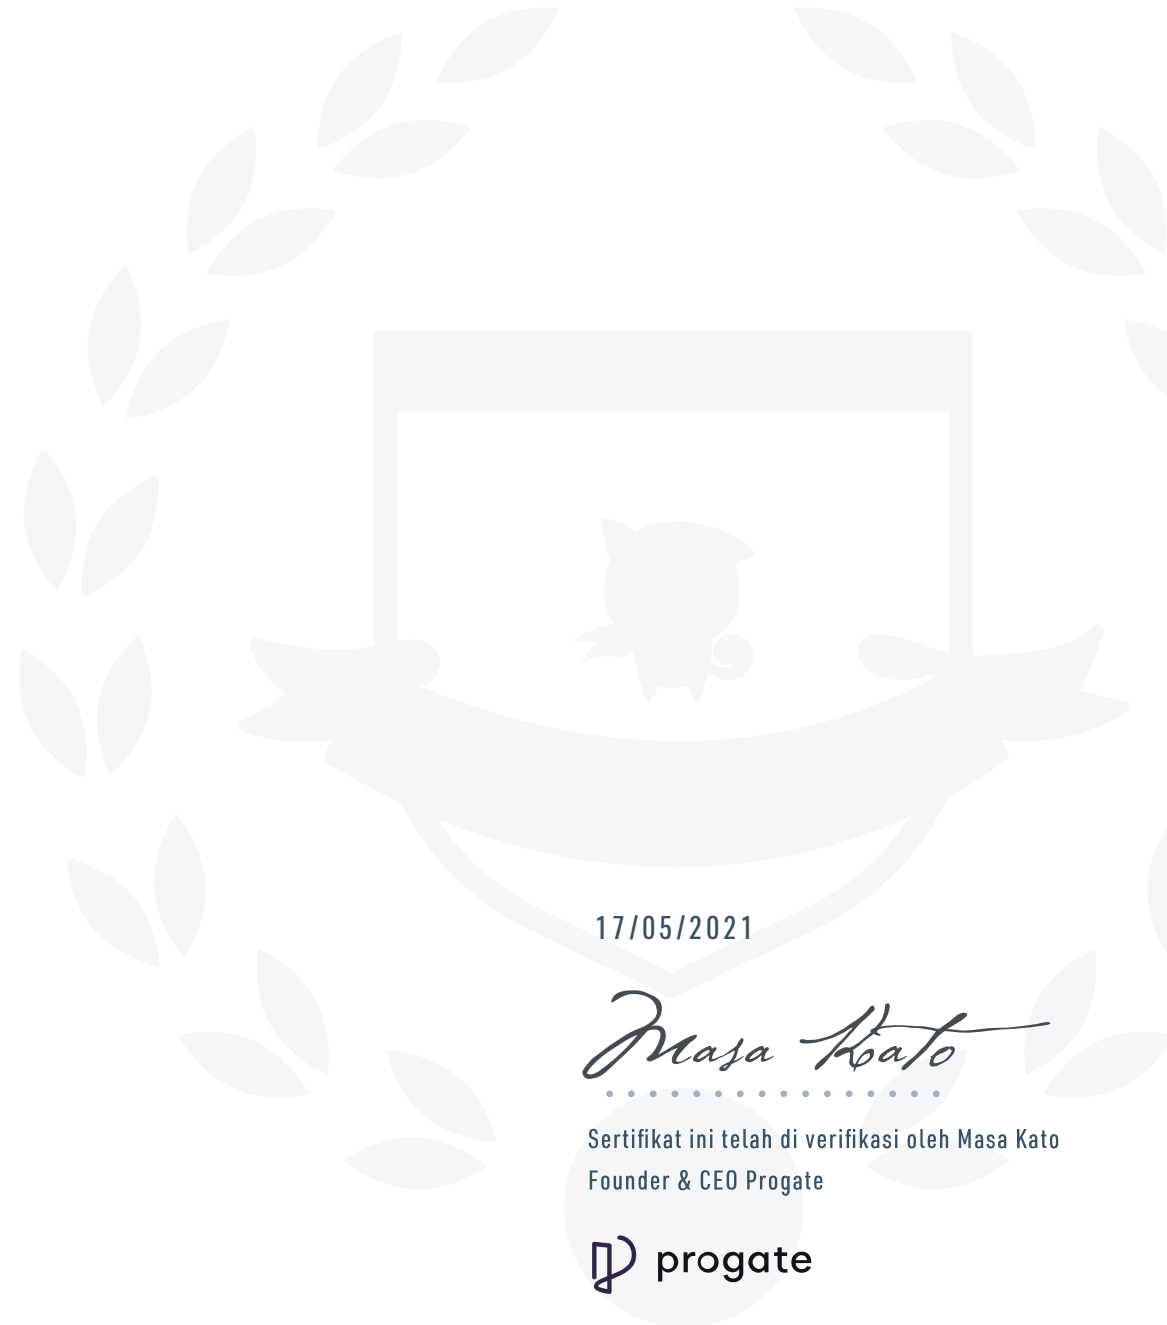 17/05/2021
Masa Kato
Sertifikat ini telah di verifikasi oleh Masa Kato
Founder & CEO Progate
progate